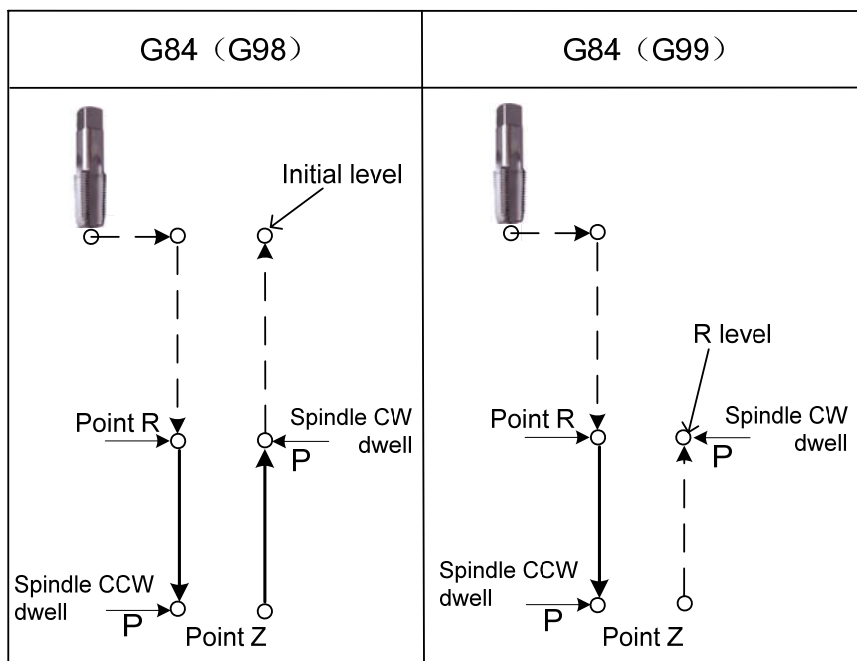 G84（G98）
Initial level
Point R
Spindle CW
dwell
P
Spindle CCW
dwell
P
Point Z
G84（G99）
R level
Point R
Spindle CW
dwell
P
Spindle CCW
dwell
P
Point Z